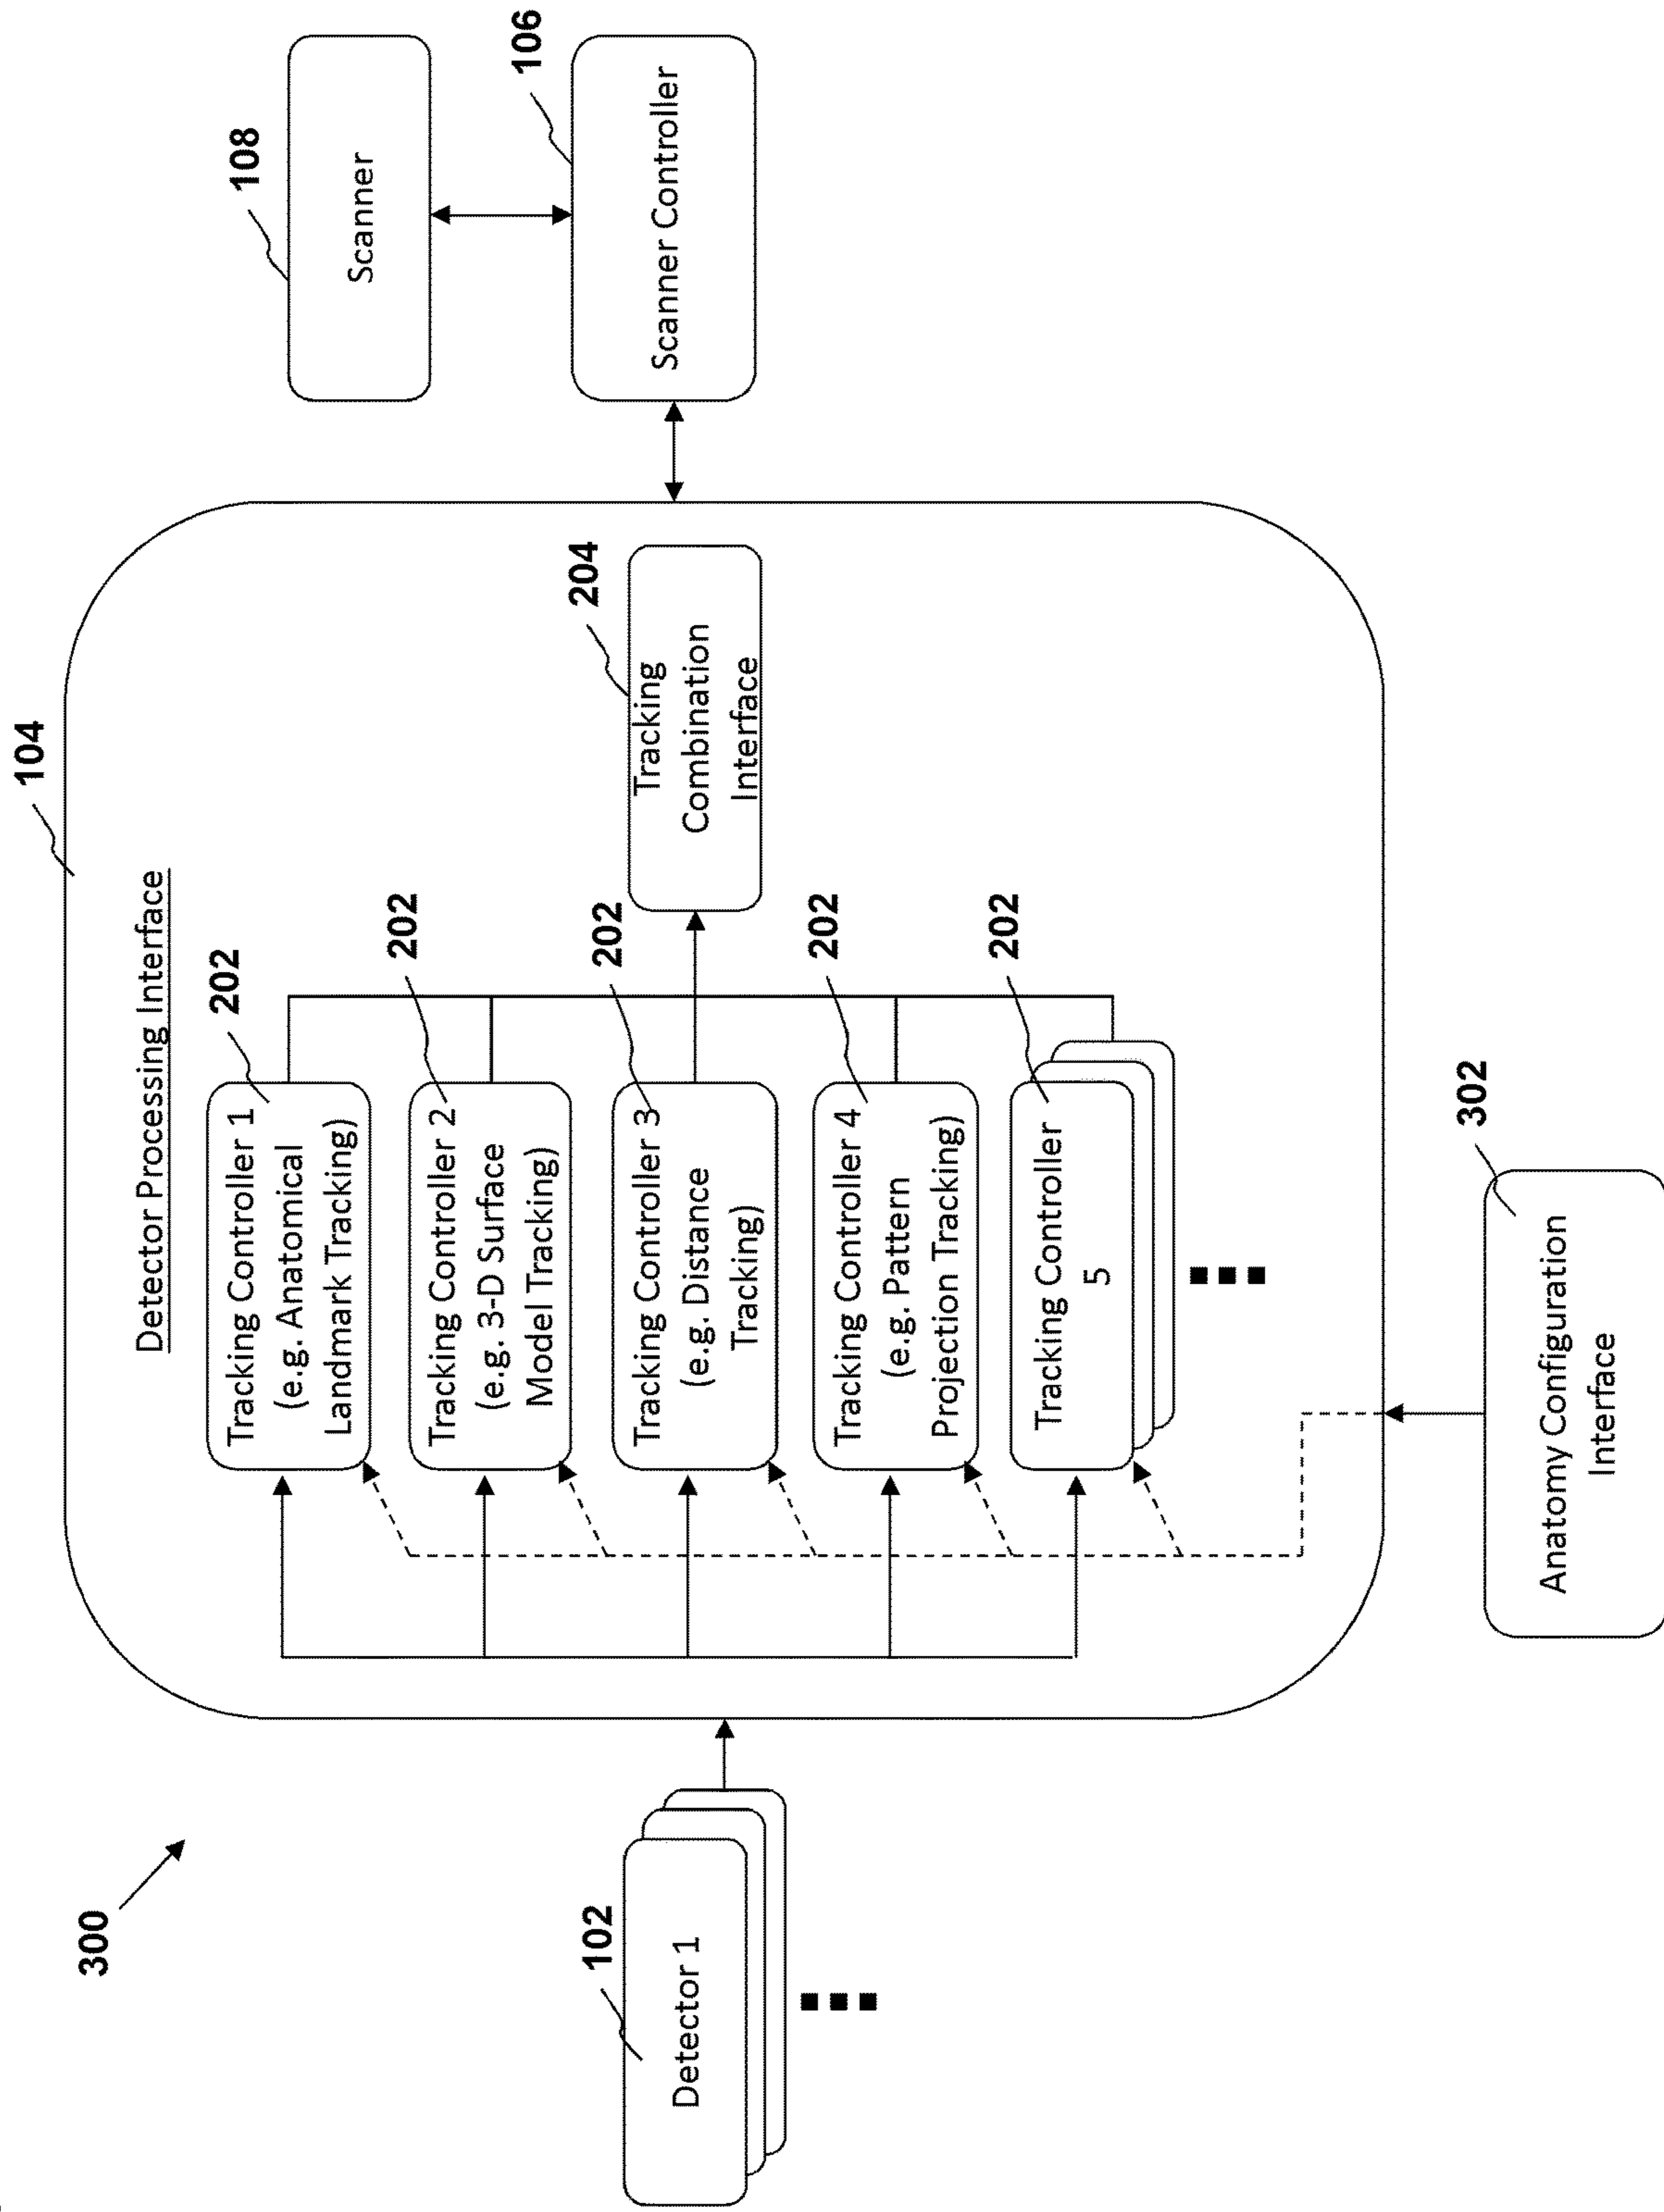 300
104
Detector Processing Interface
102
Detector 1
Tracking Controller 1
(e.g. Anatomical
Landmark Tracking)
202
Tracking Controller 2
(e.g. 3-D Surface
Model Tracking)
202
Tracking Controller 3
(e.g. Distance
Tracking)
202
Tracking Controller 4
(e.g. Pattern
Projection Tracking)
202
Tracking Controller
5
202
Tracking
Combination
Interface
204
Scanner
108
Scanner Controller
106
Anatomy Configuration
Interface
302